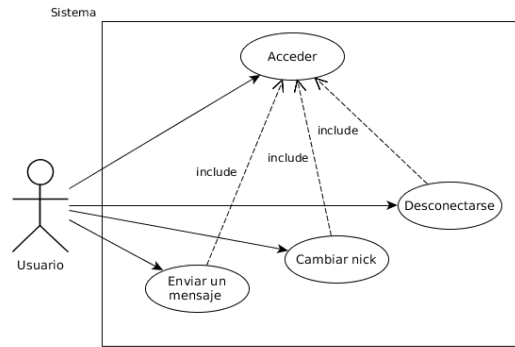 Sistema
Acceder
include
include
include
Desconectarse
Usuario
Cambiar nick
Enviar un
mensaje